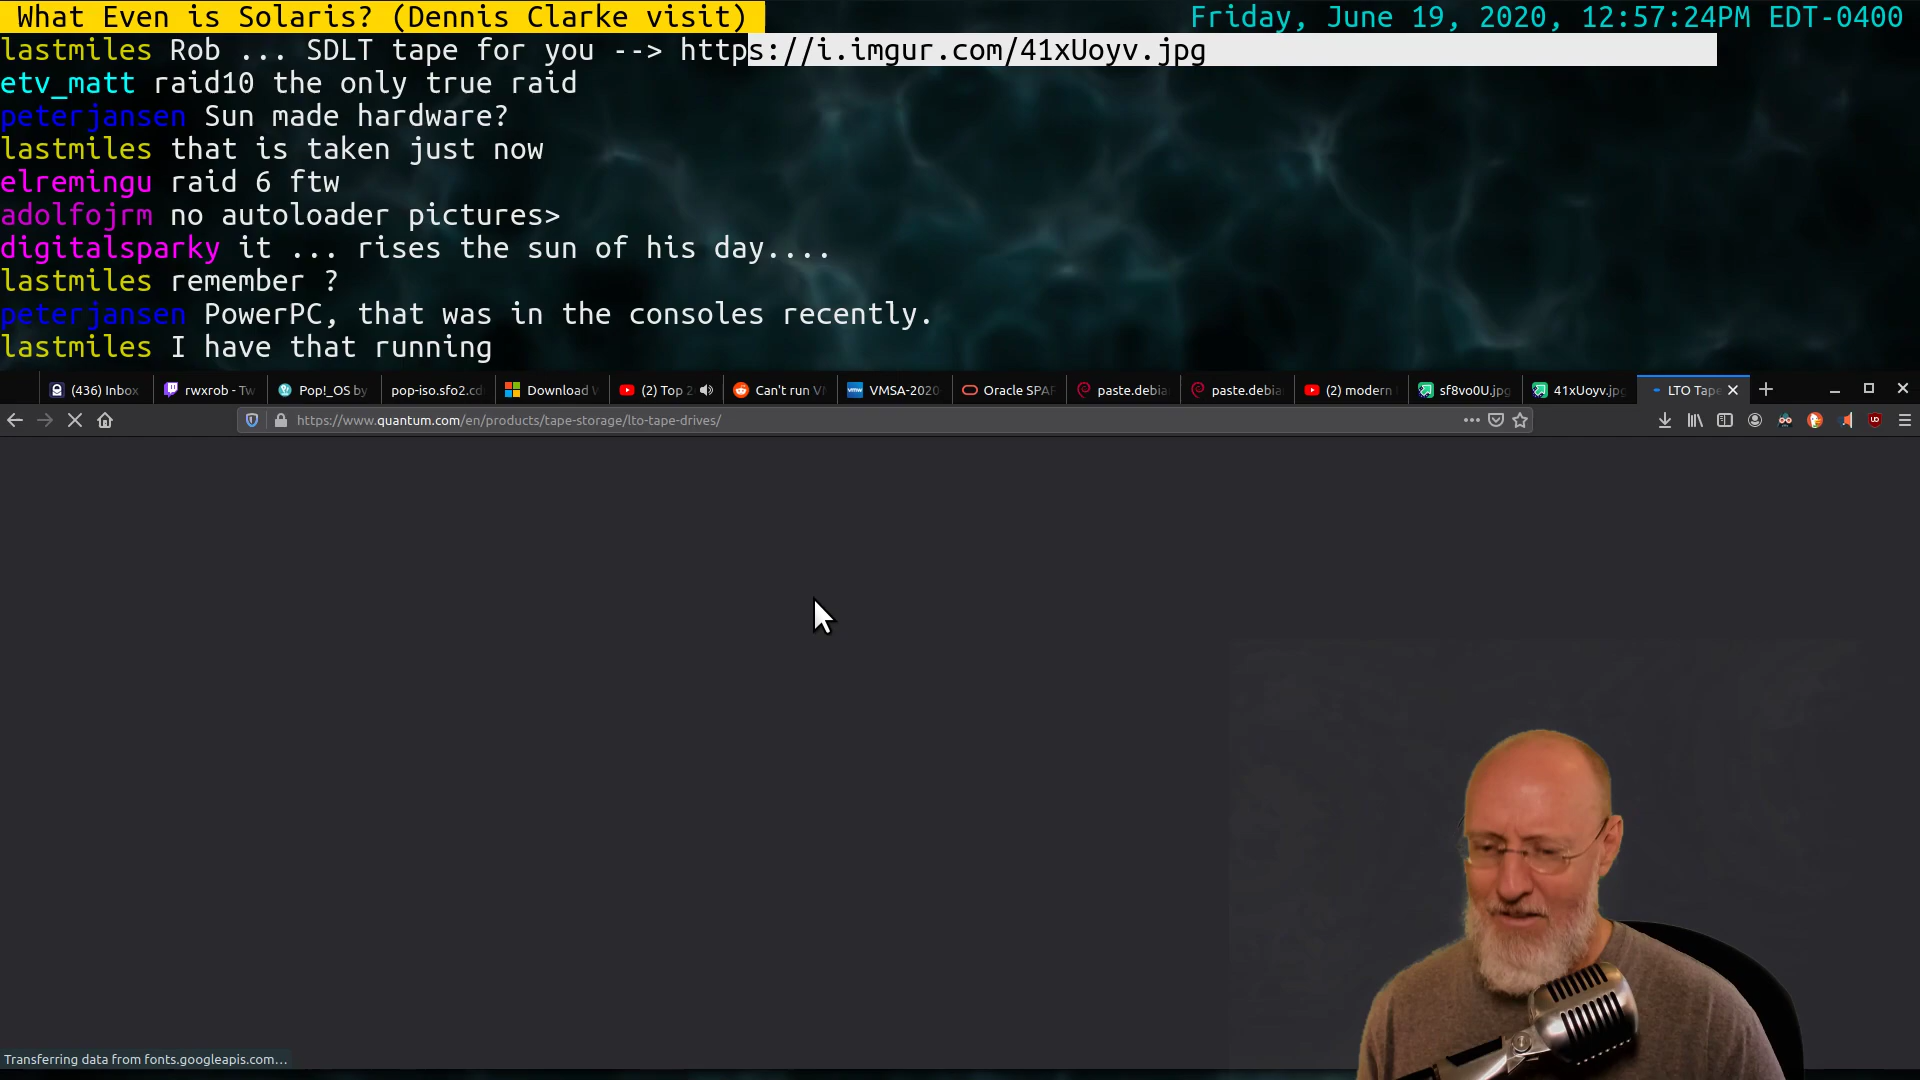 What Even is Solaris? (Dennis Clarke visit)
Friday, June 19, 2020, 12:57:24PM EDT-0400
lastmiles Rob ... SDLT tape for you --> https://i.imgur.com/41xUoyv.jpg
etv_matt raid10 the only true raid
peterjansen Sun made hardware?
lastmiles that is taken just now
elremingu raid 6 ftw
adolfojrm no autoloader pictures>
digitalsparky it ... rises the sun of his day....
lastmiles remember ?
peterjansen PowerPC, that was in the consoles recently.
lastmiles I have that running
(436) Inbox
rwxrob - Tw
Pop!_OS by
pop-iso.sfo2.cd
Download
(2) Top 2
Can't run V
VMSA-2020
Oracle SPA
paste.debia
paste.debia
(2) modern
sf8vo0U.jpg
41xUoyv.jpg
LTO Tape
https://www.quantum.com/en/products/tape-storage/lto-tape-drives/
Transferring data from fonts.googleapis.com...